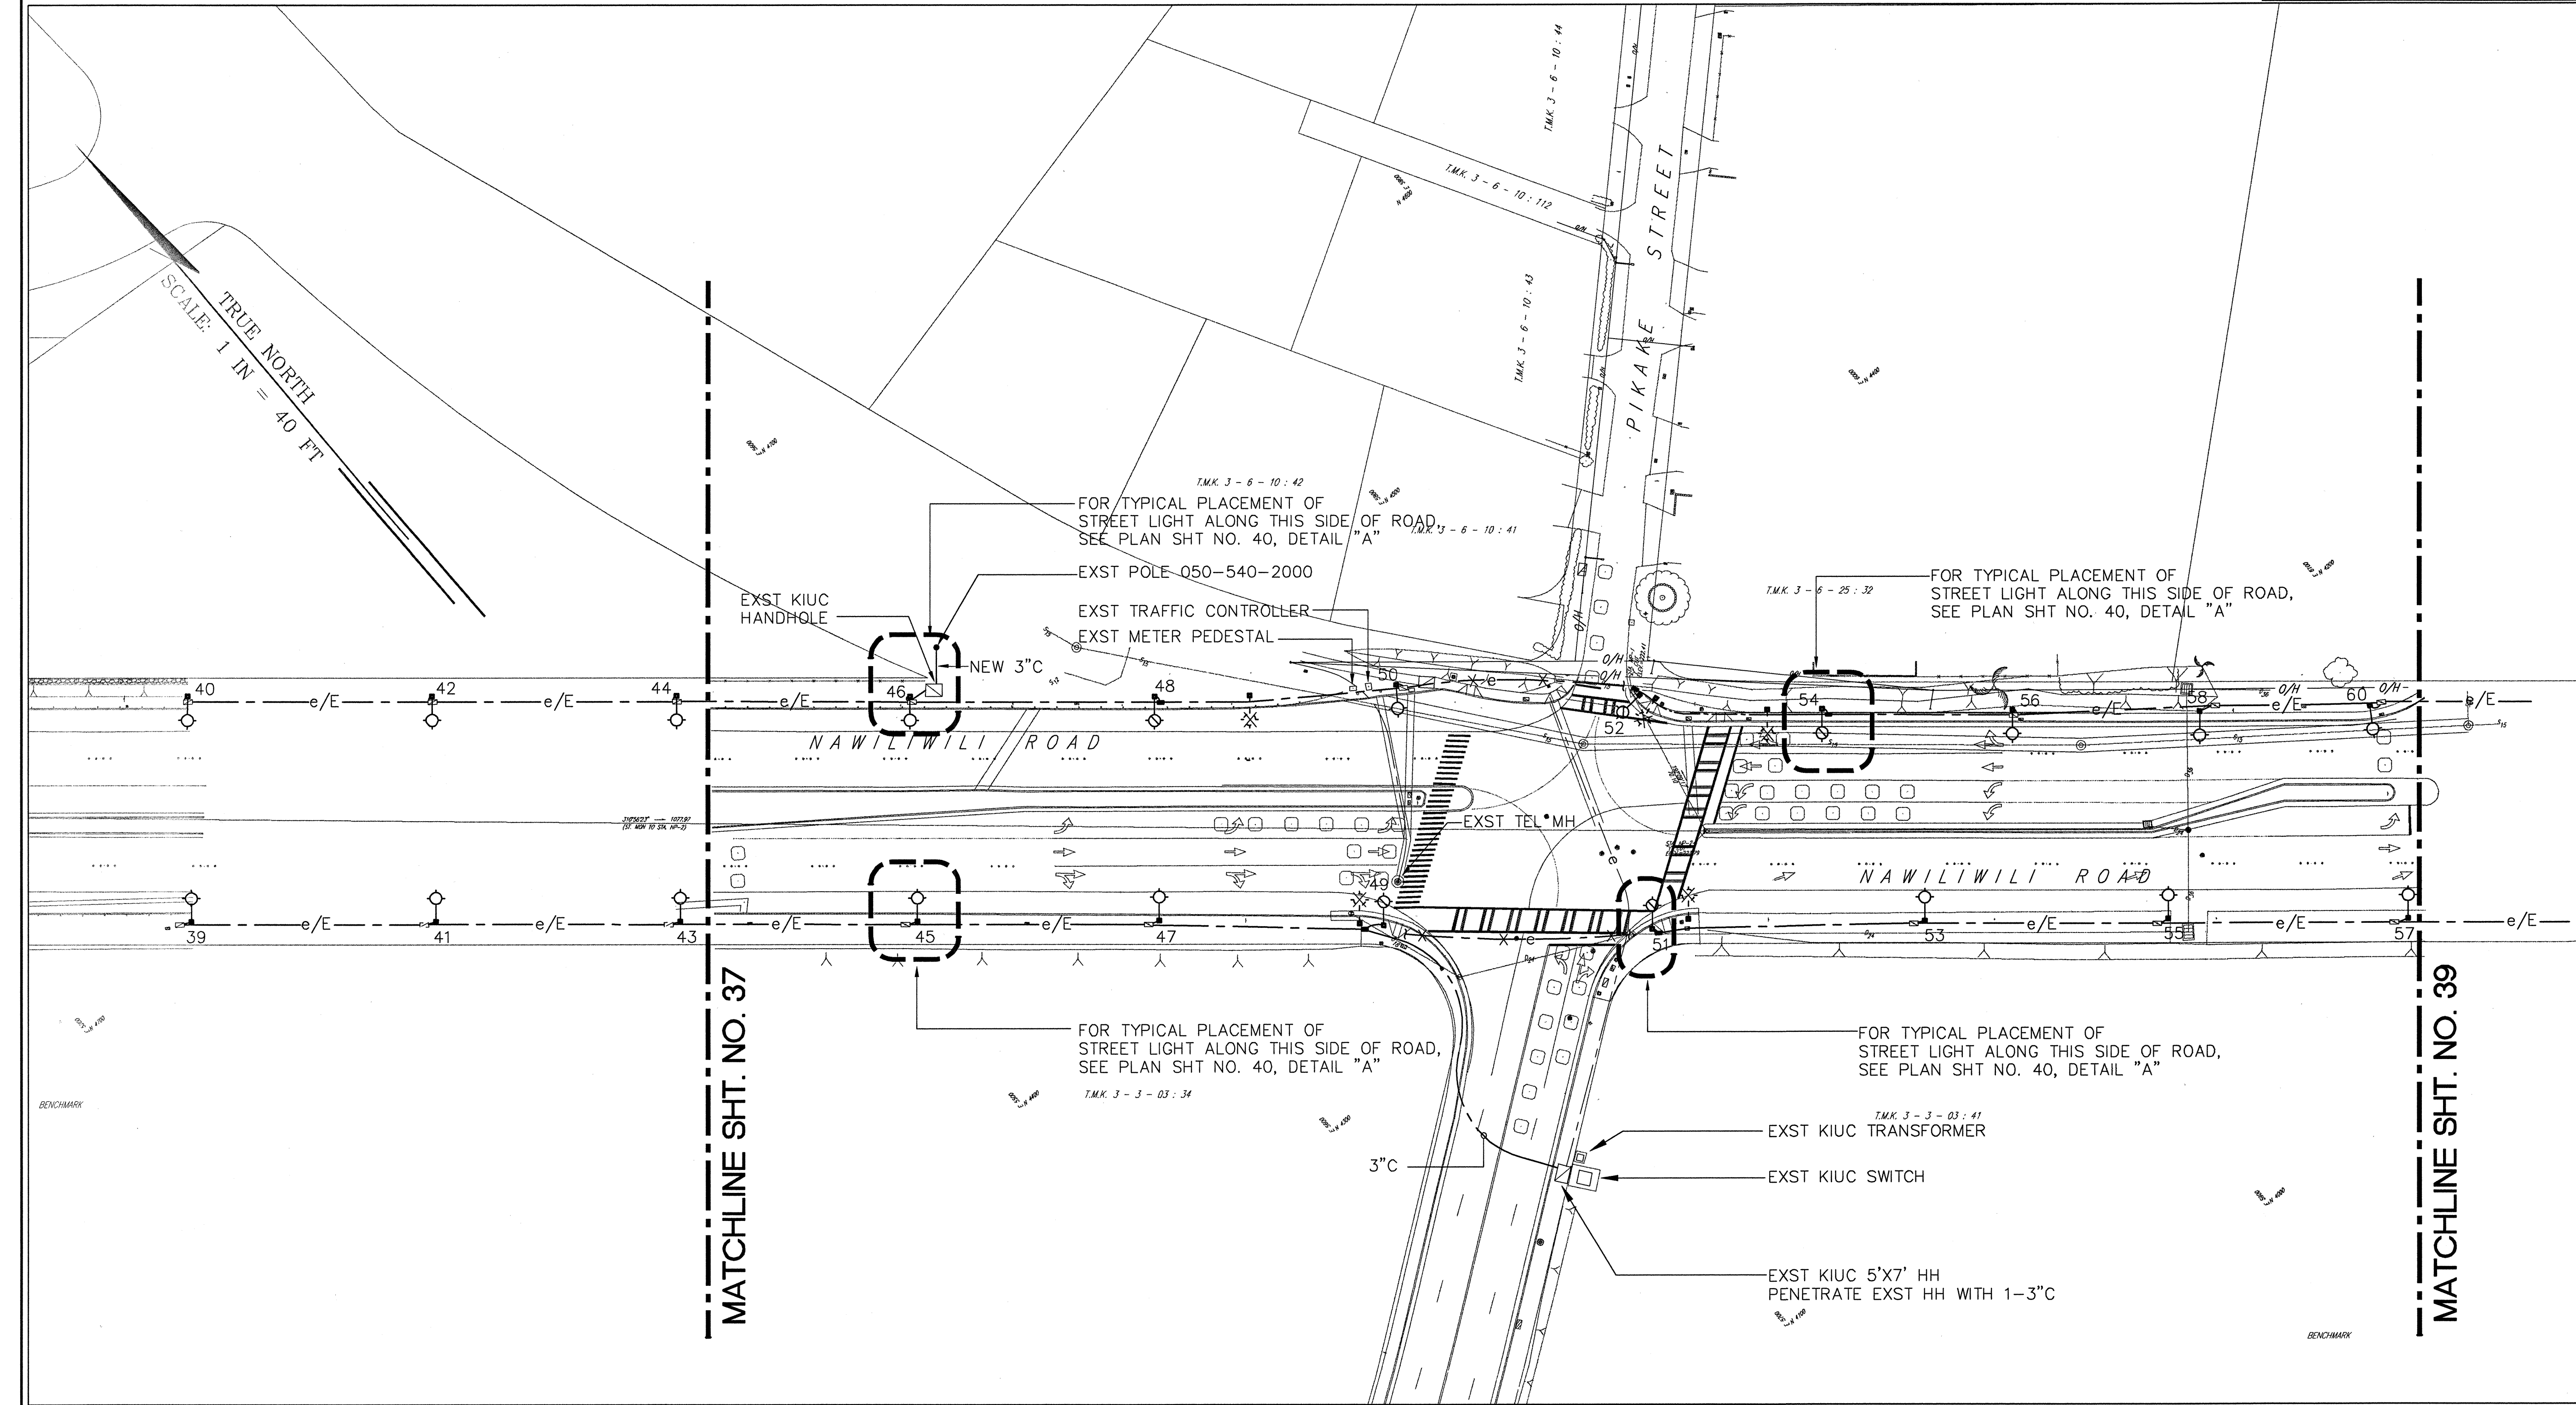 TRUE NORTH
SCALE: 1 IN = 40 FT
T.M.K. 3 - 6 - 10 : 44
T.M.K. 3 - 6 - 10 : 112
T.M.K. 3 - 6 - 10 : 43
PIKAKE STREET
T.M.K. 3 - 6 - 10 : 42
FOR TYPICAL PLACEMENT OF
STREET LIGHT ALONG THIS SIDE OF ROAD,
SEE PLAN SHT NO. 40, DETAIL "A"
T.M.K. 3 - 6 - 10 : 41
EXST POLE 050-540-2000
EXST KIUC
HANDHOLE
EXST TRAFFIC CONTROLLER
EXST METER PEDESTAL
NEW 3"C
T.M.K. 3 - 6 - 25 : 32
FOR TYPICAL PLACEMENT OF
STREET LIGHT ALONG THIS SIDE OF ROAD,
SEE PLAN SHT NO. 40, DETAIL "A"
40 e/E 42 e/E 44 e/E 46 48 50 e O/H O/H 52 54 56 e/E 58 e/E O/H 60 O/H e/E
NAWILIWILI ROAD
EXST TEL MH
NAWILIWILI ROAD
39 e/E 41 e/E 43 e/E 45 e/E 47 49 e 51 53 e/E 55 e/E 57 e/E
MATCHLINE SHT. NO. 37
MATCHLINE SHT. NO. 39
FOR TYPICAL PLACEMENT OF
STREET LIGHT ALONG THIS SIDE OF ROAD,
SEE PLAN SHT NO. 40, DETAIL "A"
T.M.K. 3 - 3 - 03 : 34
FOR TYPICAL PLACEMENT OF
STREET LIGHT ALONG THIS SIDE OF ROAD,
SEE PLAN SHT NO. 40, DETAIL "A"
T.M.K. 3 - 3 - 03 : 41
BENCHMARK
EXST KIUC TRANSFORMER
3"C
EXST KIUC SWITCH
EXST KIUC 5'X7' HH
PENETRATE EXST HH WITH 1-3"C
BENCHMARK